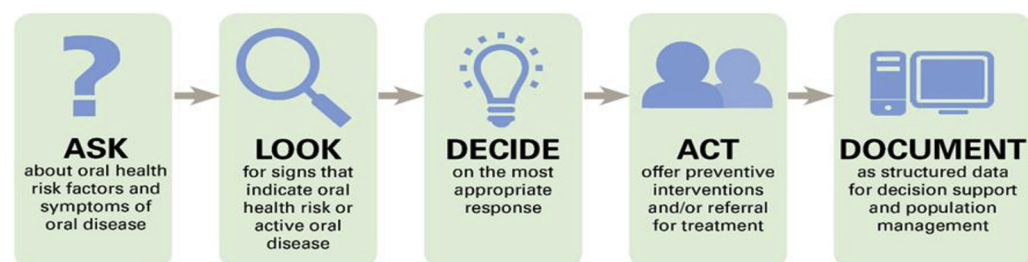 ASK
about oral health
risk factors and
symptoms of
oral disease
LOOK
for signs that
indicate oral
health risk or
active oral
disease
DECIDE
on the most
appropriate
response
ACT
offer preventive
interventions
and/or referral
for treatment
DOCUMENT
as structured data
for decision support
and population
management